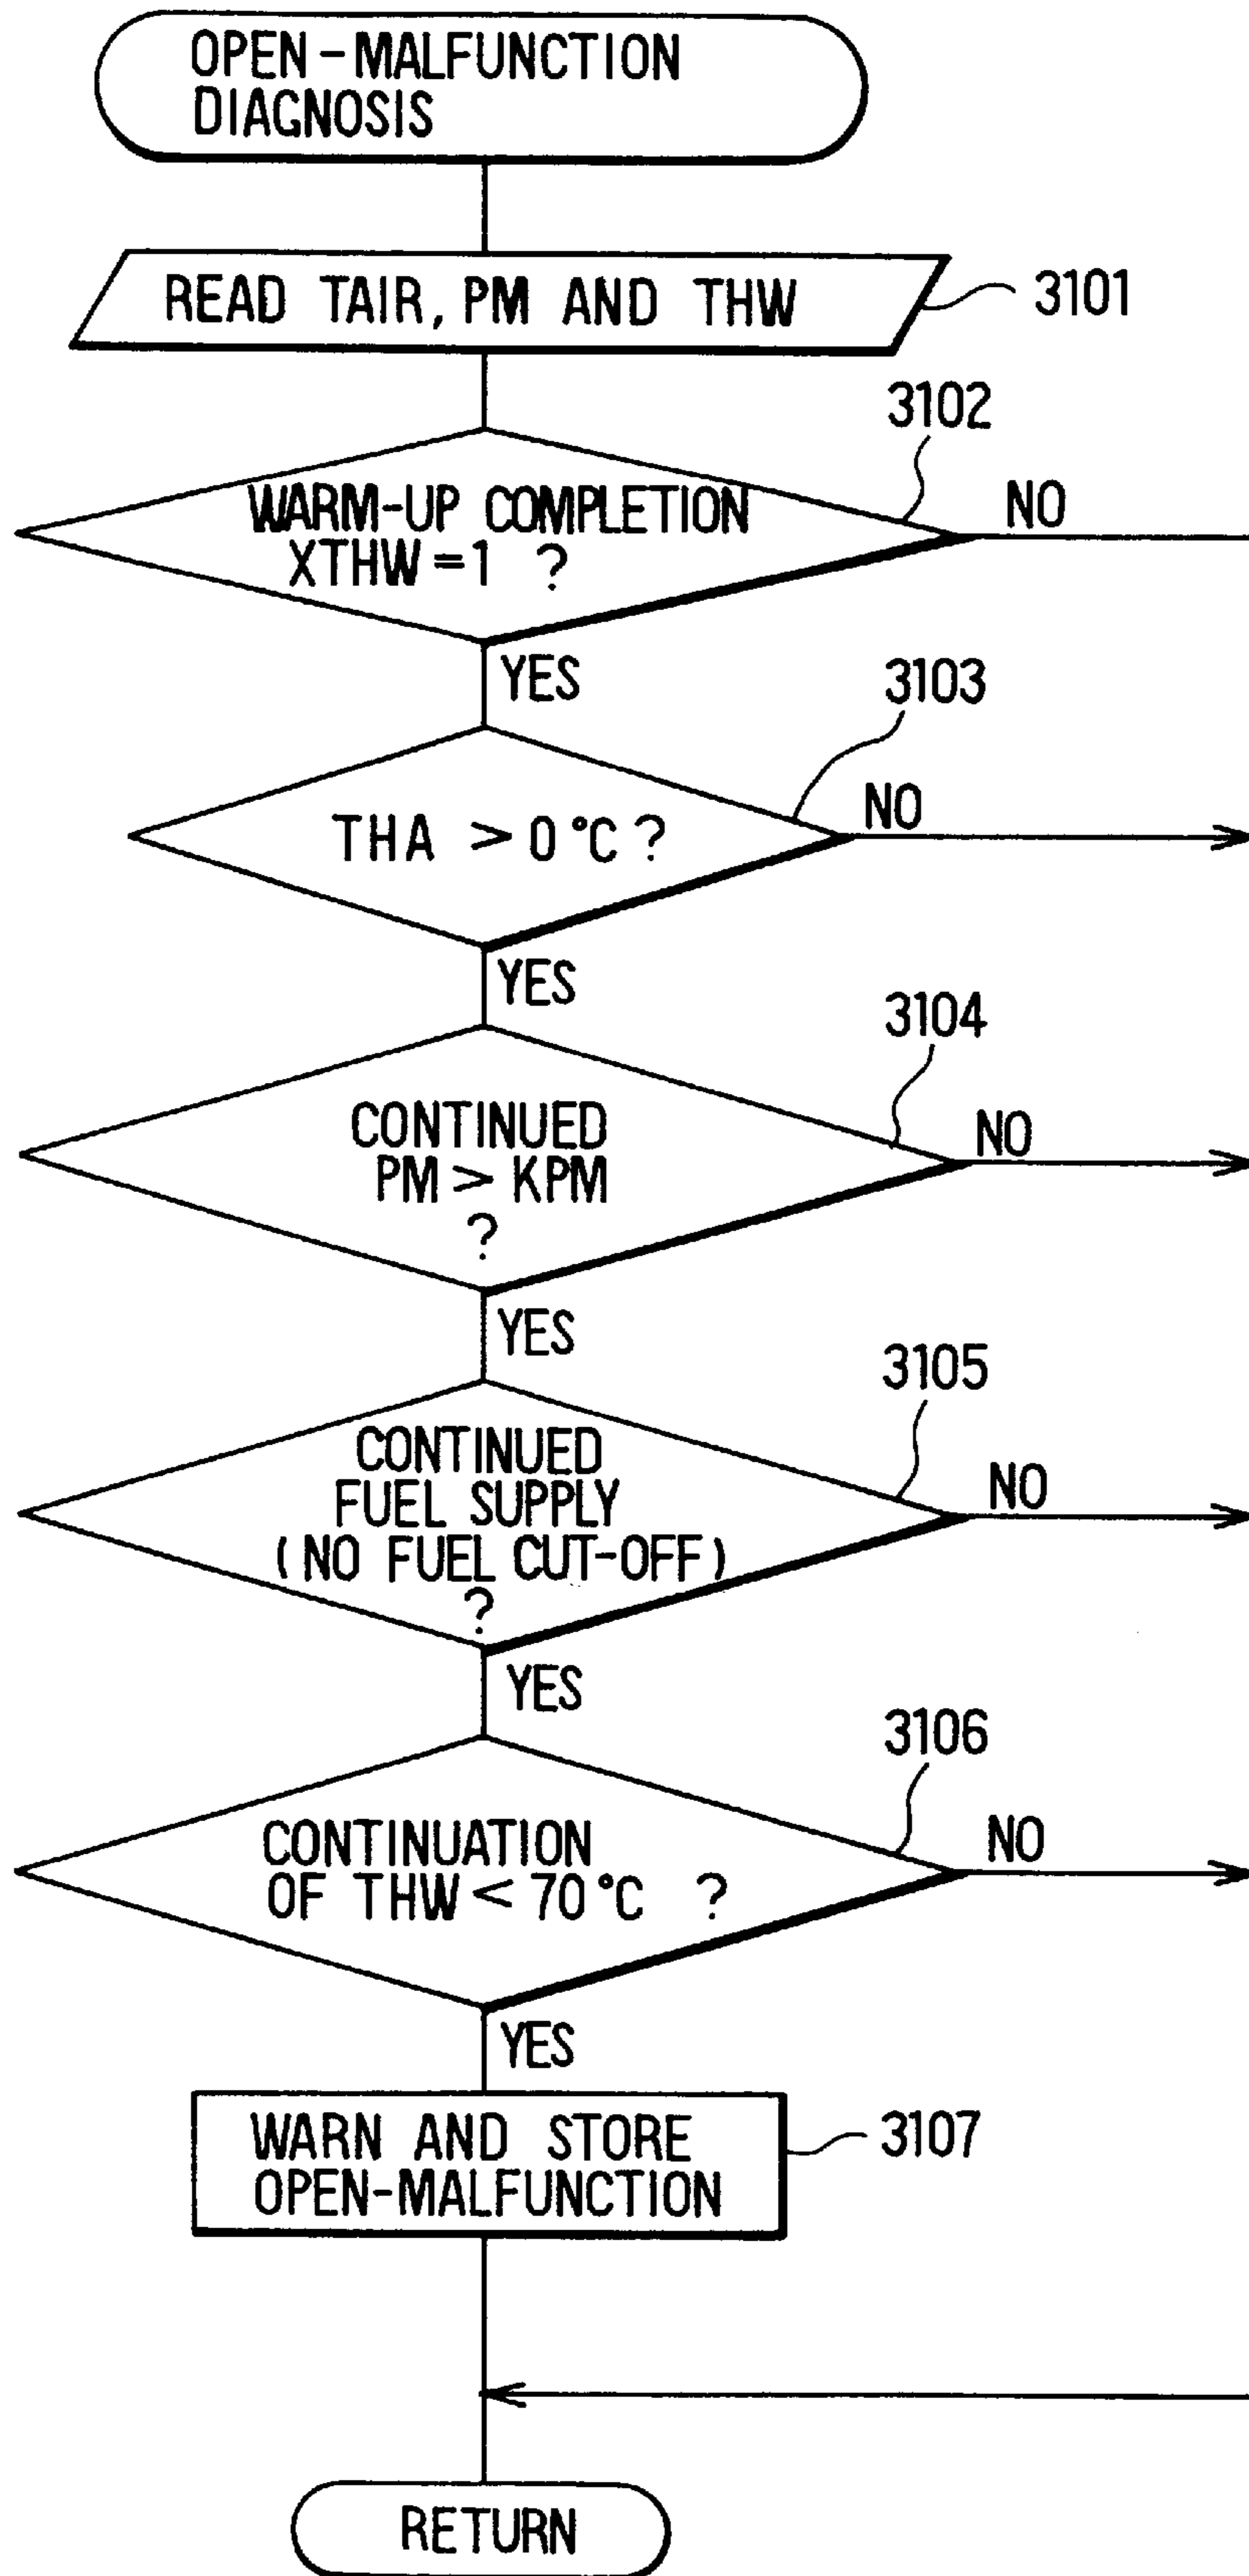 OPEN-MALFUNCTION
DIAGNOSIS
READ TAIR, PM AND THW
3101
3102
WARM-UP COMPLETION
XTHW=1 ?
NO
YES
3103
THA > 0°C ?
NO
YES
3104
CONTINUED
PM > KPM
?
NO
YES
3105
CONTINUED
FUEL SUPPLY
(NO FUEL CUT-OFF)
?
NO
YES
3106
CONTINUATION
OF THW < 70°C ?
NO
YES
WARN AND STORE
OPEN-MALFUNCTION
3107
RETURN